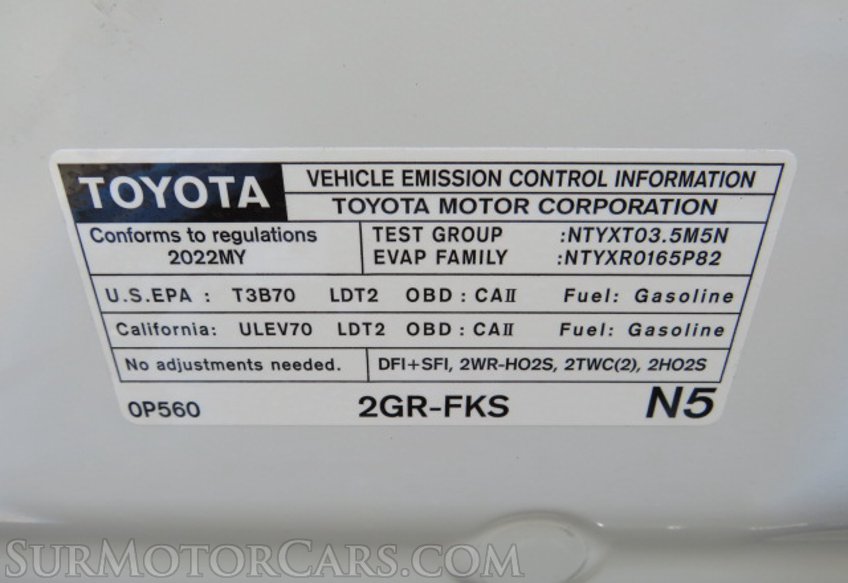 TOYOTA
VEHICLE EMISSION CONTROL INFORMATION
TOYOTA MOTOR CORPORATION
Conforms to regulations
2022MY
TEST GROUP :NTYXT03.5M5N
EVAP FAMILY :NTYXR0165P82
U.S.EPA : T3B70 LDT2 OBD : CAII Fuel: Gasoline
California: ULEV70 LDT2 OBD : CAII Fuel: Gasoline
No adjustments needed. DFI+SFI, 2WR-HO2S, 2TWC(2), 2HO2S
0P560 2GR-FKS N5
SurMotorCars.com